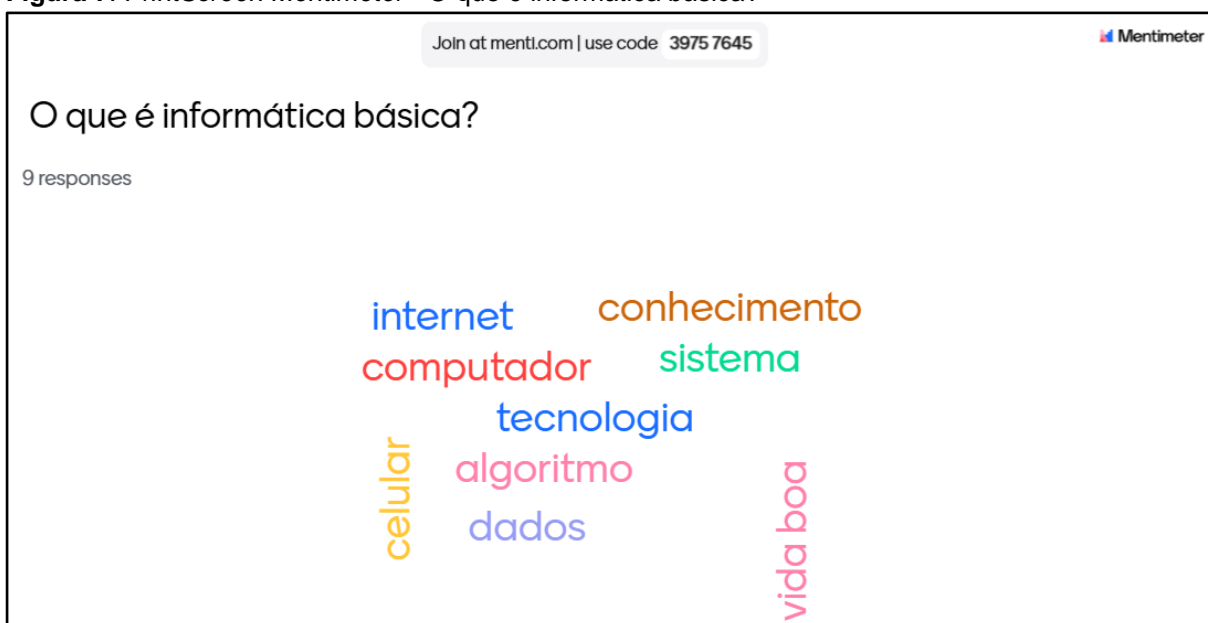 Join at menti.com | use code 3975 7645
Mentimeter
O que é informática básica?
9 responses
internet
conhecimento
computador
sistema
tecnologia
celular
algoritmo
dados
vida boa